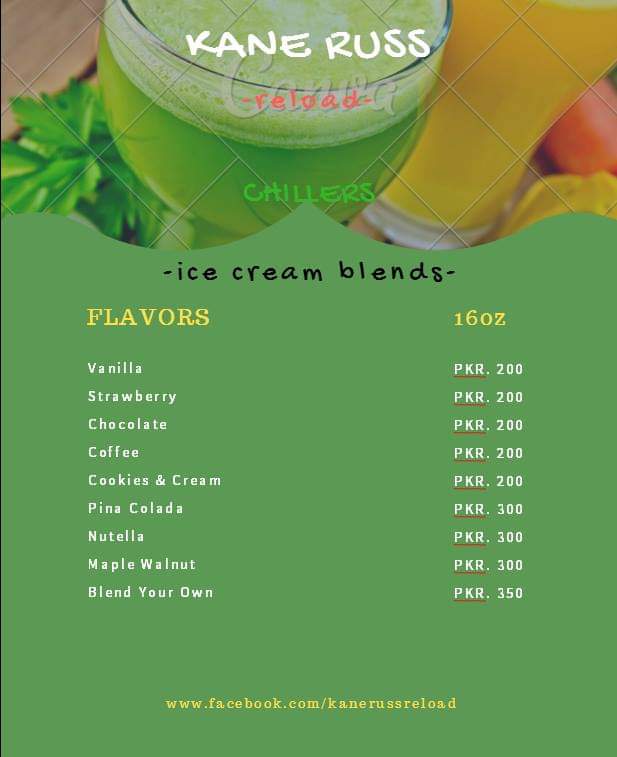 KANE RUSS
Canva
-reload-
CHILLERS
-ice cream blends-
FLAVORS 16oz
Vanilla PKR. 200
Strawberry PKR. 200
Chocolate PKR. 200
Coffee PKR. 200
Cookies & Cream PKR. 200
Pina Colada PKR. 300
Nutella PKR. 300
Maple Walnut PKR. 300
Blend Your Own PKR. 350
www.facebook.com/kanerussreload